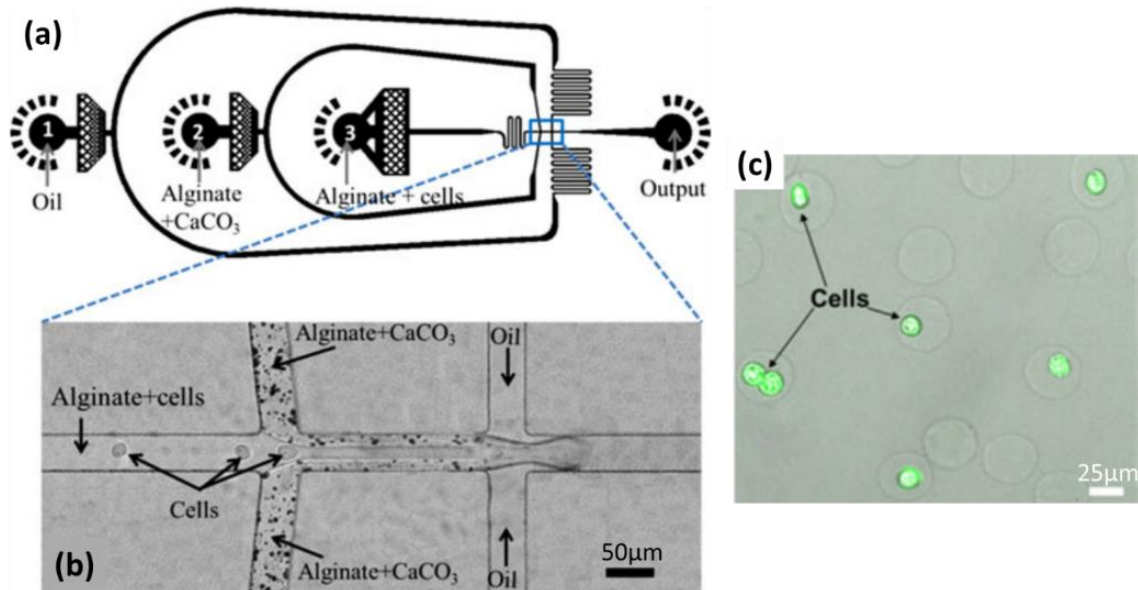 (a)
1
2
3
Oil
Alginate
+CaCO₃
Alginate + cells
Output
(b)
Alginate+CaCO₃
Oil
Alginate+cells
Cells
Alginate+CaCO₃
Oil
50µm
(c)
Cells
25µm